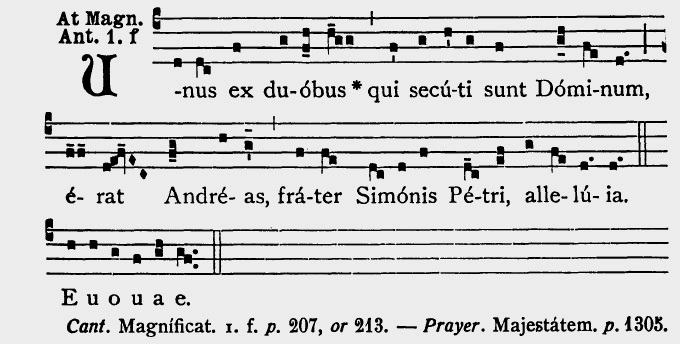 At Magn.
Ant. 1. f
U-nus ex du-óbus * qui secú-ti sunt Dómi-num,
é- rat André- as, frá-ter Simónis Pé-tri, alle-lú- ia.
E u o u a e.
Cant. Magníficat. 1. f. p. 207, or 213. — Prayer. Majestátem. p. 1305.